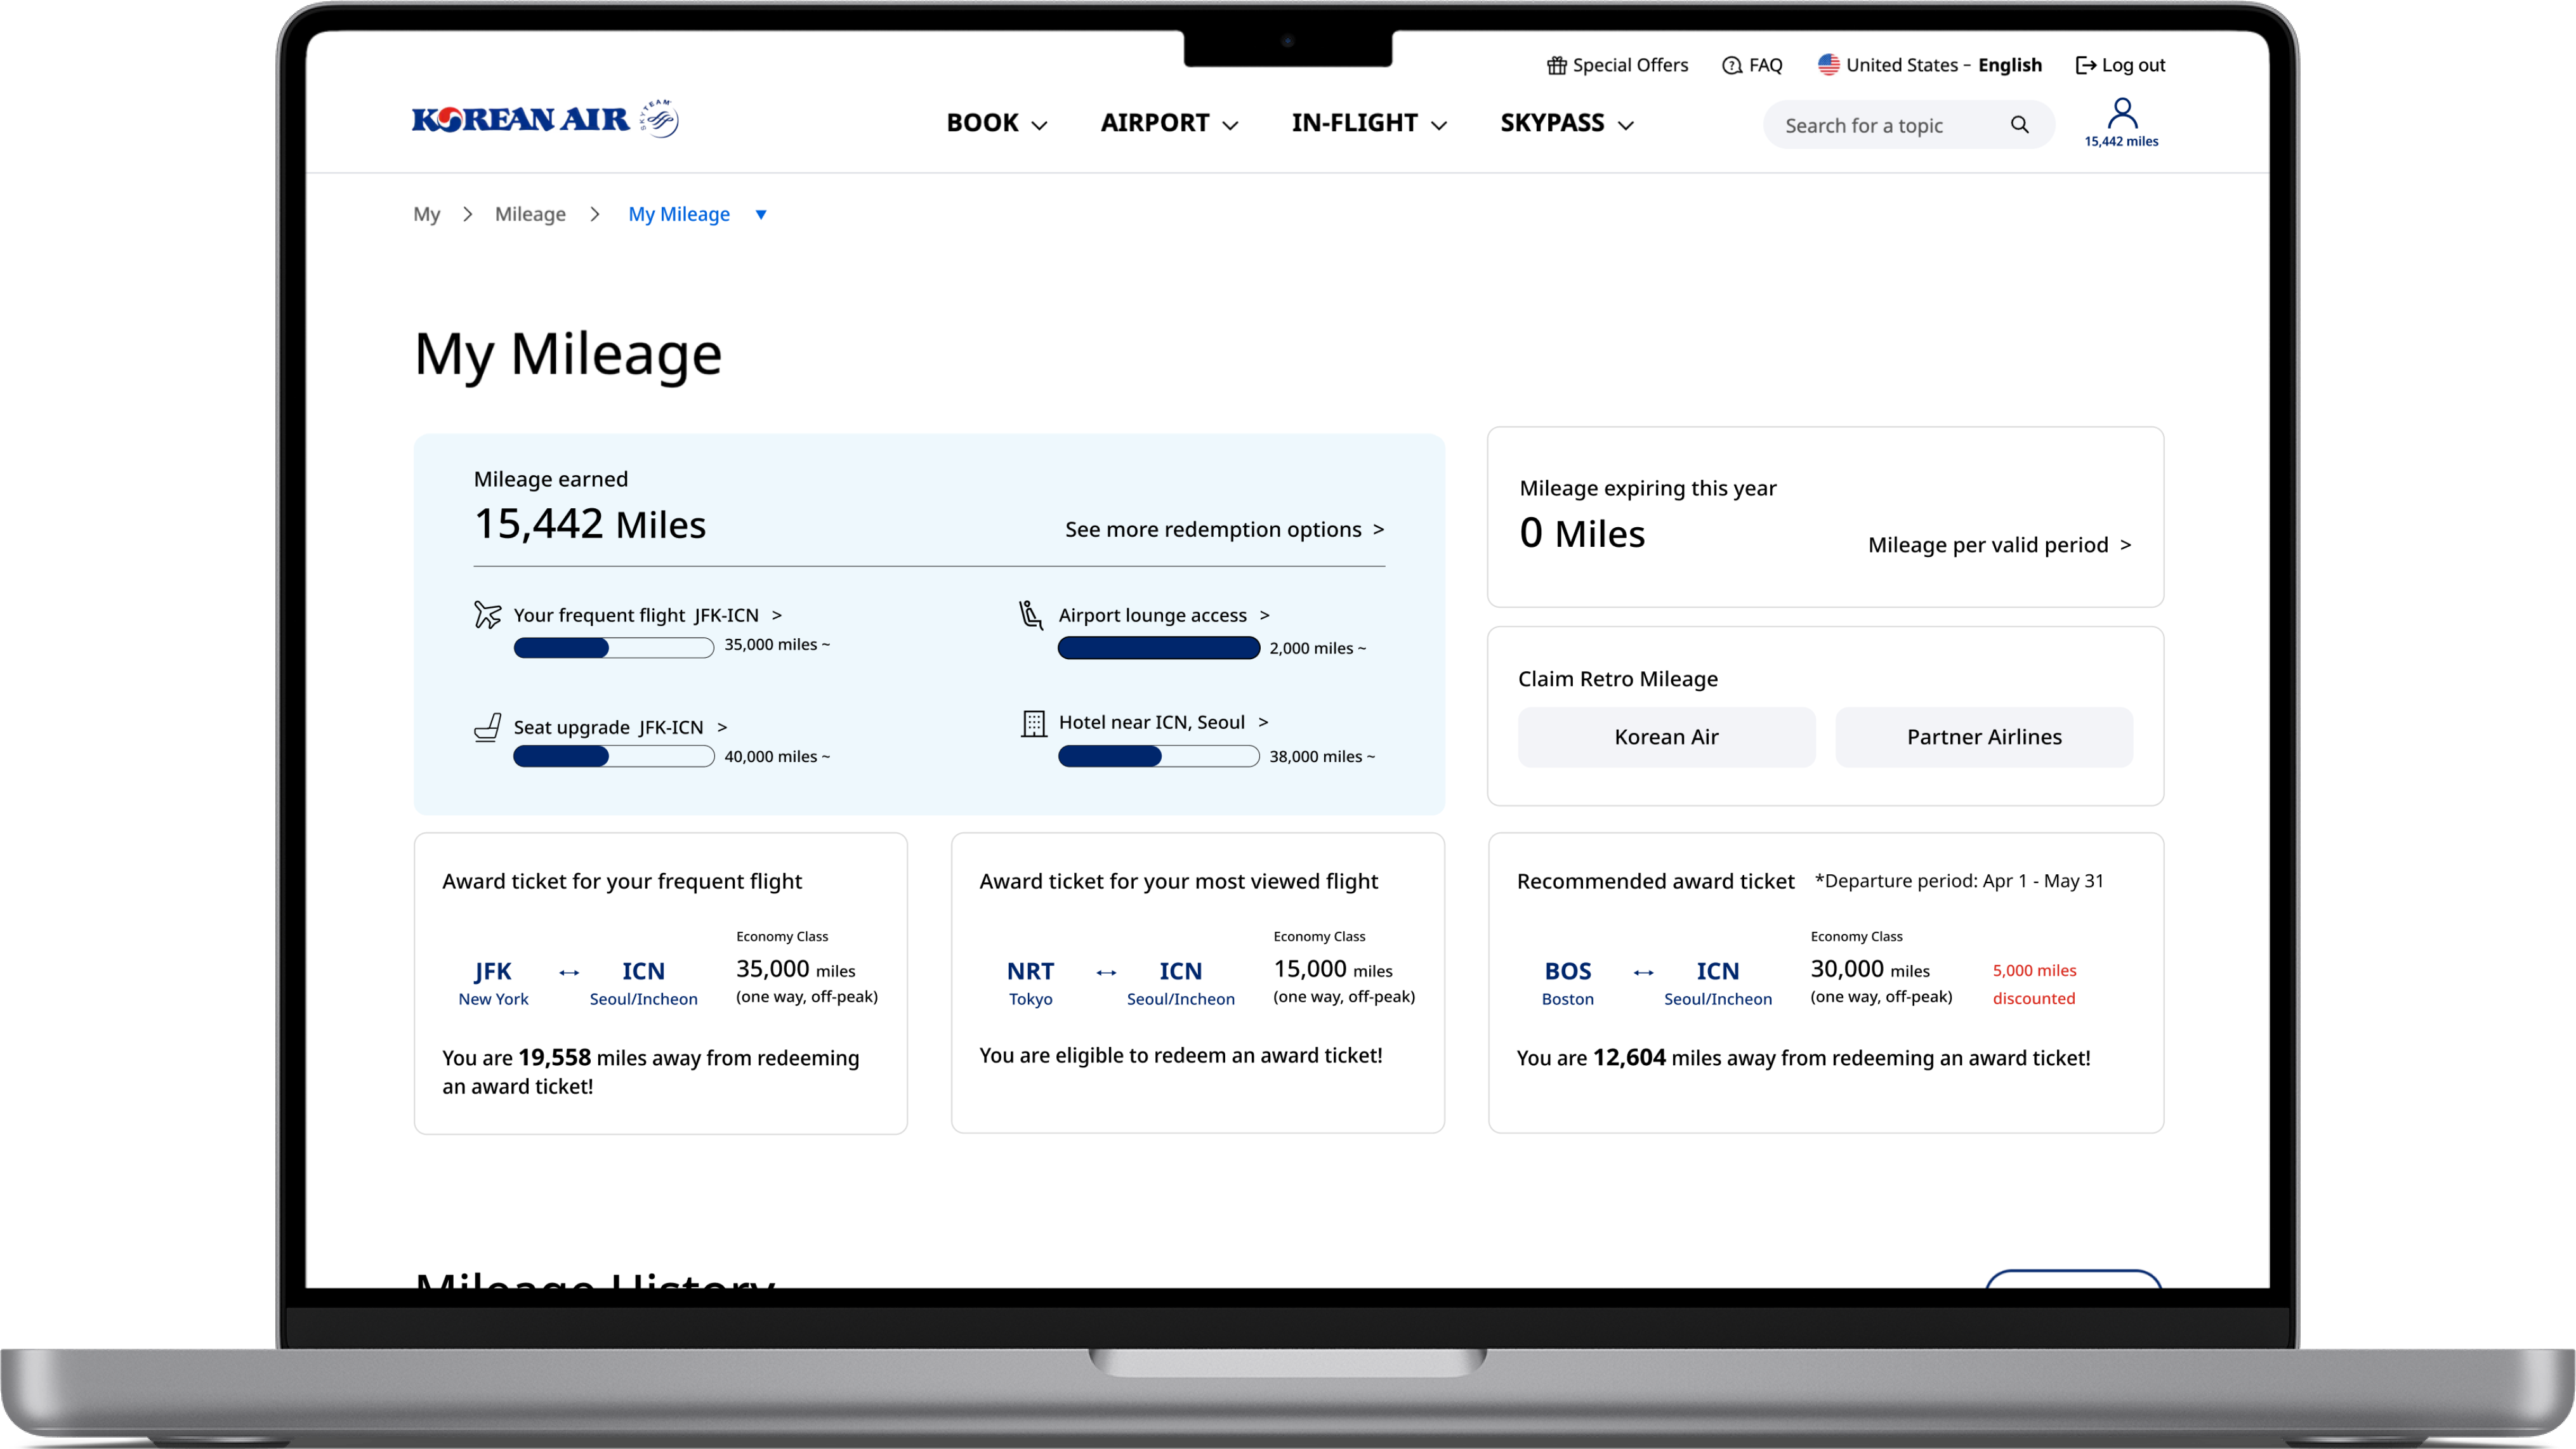 Special Offers FAQ United States – English Log out
KOREAN AIR SKYTEAM
BOOK AIRPORT IN-FLIGHT SKYPASS Search for a topic
15,442 miles
My > Mileage > My Mileage
My Mileage
Mileage earned
15,442 Miles
See more redemption options >
Your frequent flight JFK-ICN >
35,000 miles ~
Airport lounge access >
2,000 miles ~
Seat upgrade JFK-ICN >
40,000 miles ~
Hotel near ICN, Seoul >
38,000 miles ~
Mileage expiring this year
0 Miles
Mileage per valid period >
Claim Retro Mileage
Korean Air Partner Airlines
Award ticket for your frequent flight
Economy Class
JFK ↔ ICN 35,000 miles
New York Seoul/Incheon (one way, off-peak)
You are 19,558 miles away from redeeming
an award ticket!
Award ticket for your most viewed flight
Economy Class
NRT ↔ ICN 15,000 miles
Tokyo Seoul/Incheon (one way, off-peak)
You are eligible to redeem an award ticket!
Recommended award ticket *Departure period: Apr 1 - May 31
Economy Class
BOS ↔ ICN 30,000 miles 5,000 miles
Boston Seoul/Incheon (one way, off-peak) discounted
You are 12,604 miles away from redeeming an award ticket!
Mileage History